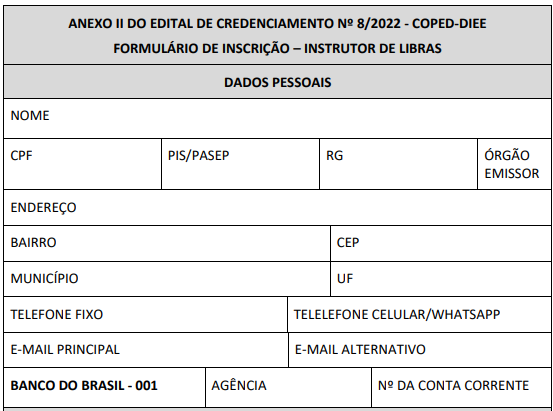 ANEXO II DO EDITAL DE CREDENCIAMENTO Nº 8/2022 - COPED-DIEE
FORMULÁRIO DE INSCRIÇÃO – INSTRUTOR DE LIBRAS
DADOS PESSOAIS
NOME
CPF PIS/PASEP RG ÓRGÃO
EMISSOR
ENDEREÇO
BAIRRO CEP
MUNICÍPIO UF
TELEFONE FIXO TELELEFONE CELULAR/WHATSAPP
E-MAIL PRINCIPAL E-MAIL ALTERNATIVO
BANCO DO BRASIL - 001 AGÊNCIA Nº DA CONTA CORRENTE